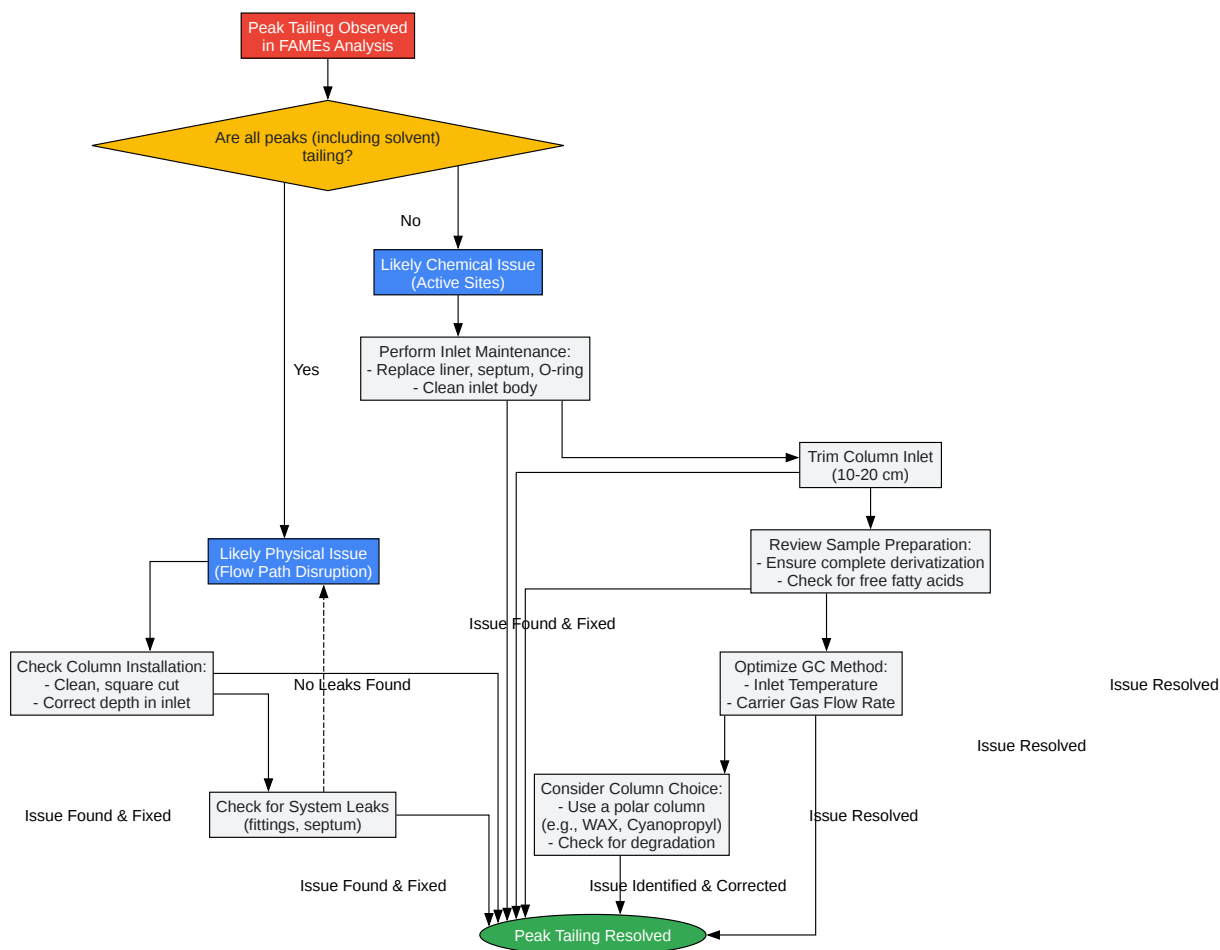 Peak Tailing Observed
in FAMEs Analysis
Are all peaks (including solvent)
tailing?
No
Likely Chemical Issue
(Active Sites)
Perform Inlet Maintenance:
- Replace liner, septum, O-ring
- Clean inlet body
Yes
Trim Column Inlet
(10-20 cm)
Review Sample Preparation:
- Ensure complete derivatization
- Check for free fatty acids
Likely Physical Issue
(Flow Path Disruption)
Issue Found & Fixed
Check Column Installation:
- Clean, square cut
- Correct depth in inlet
No Leaks Found
Optimize GC Method:
- Inlet Temperature
- Carrier Gas Flow Rate
Issue Resolved
Issue Resolved
Check for System Leaks
(fittings, septum)
Issue Found & Fixed
Consider Column Choice:
- Use a polar column
(e.g., WAX, Cyanopropyl)
- Check for degradation
Issue Resolved
Issue Found & Fixed
Issue Identified & Corrected
Peak Tailing Resolved